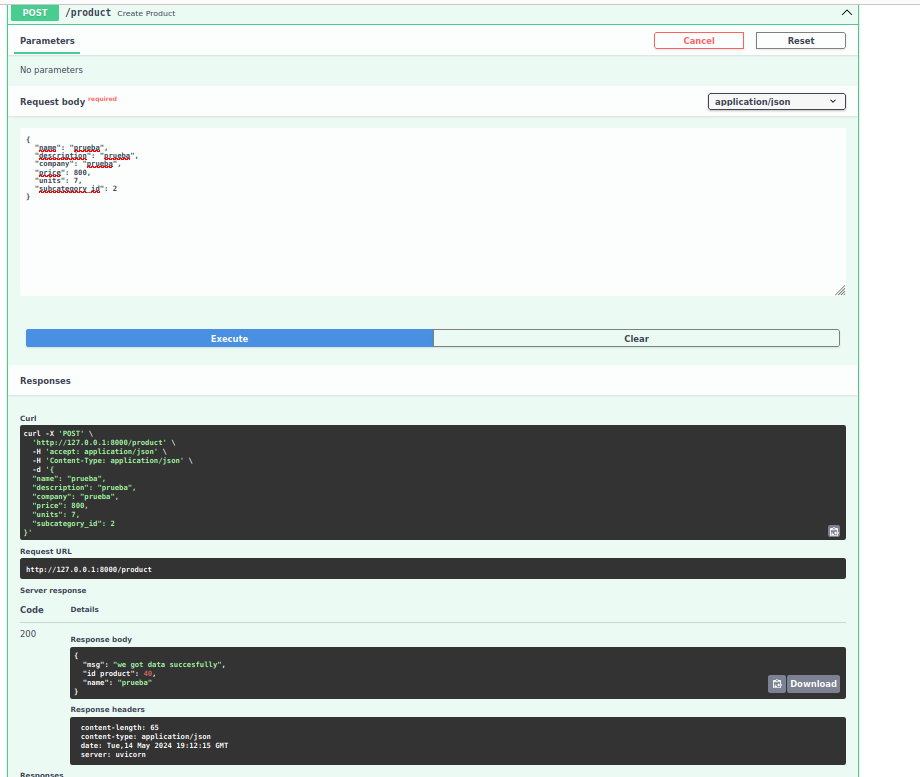 POST /product Create Product
Parameters
Cancel
Reset
No parameters
Request body required
application/json
{
"name": "prueba",
"description": "prueba",
"company": "prueba",
"price": 800,
"units": 7,
"subcategory_id": 2
}
Execute
Clear
Responses
Curl
curl -X 'POST' \
'http://127.0.0.1:8000/product' \
-H 'accept: application/json' \
-H 'Content-Type: application/json' \
-d '{
"name": "prueba",
"description": "prueba",
"company": "prueba",
"price": 800,
"units": 7,
"subcategory_id": 2
}'
Request URL
http://127.0.0.1:8000/product
Server response
Code Details
200
Response body
{
"msg": "we got data succesfully",
"id product": 40,
"name": "prueba"
}
Download
Response headers
content-length: 65
content-type: application/json
date: Tue,14 May 2024 19:12:15 GMT
server: uvicorn
Responses